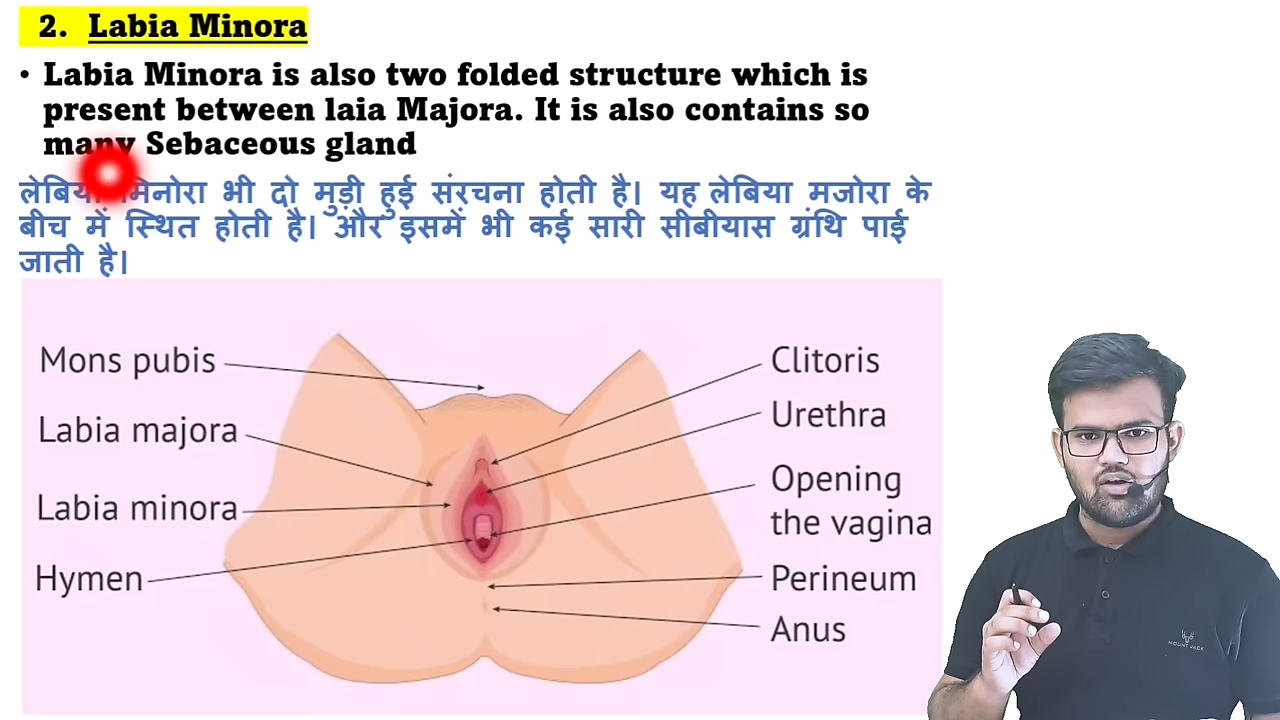 2. Labia Minora
• Labia Minora is also two folded structure which is
present between laia Majora. It is also contains so
many Sebaceous gland
लेबिया मिनोरा भी दो मुड़ी हुई संरचना होती है। यह लेबिया मजोरा के
बीच में स्थित होती है। और इसमें भी कई सारी सीबीयास ग्रंथि पाई
जाती है।
Mons pubis
Labia majora
Labia minora
Hymen
Clitoris
Urethra
Opening
the vagina
Perineum
Anus
MOUNT JACK